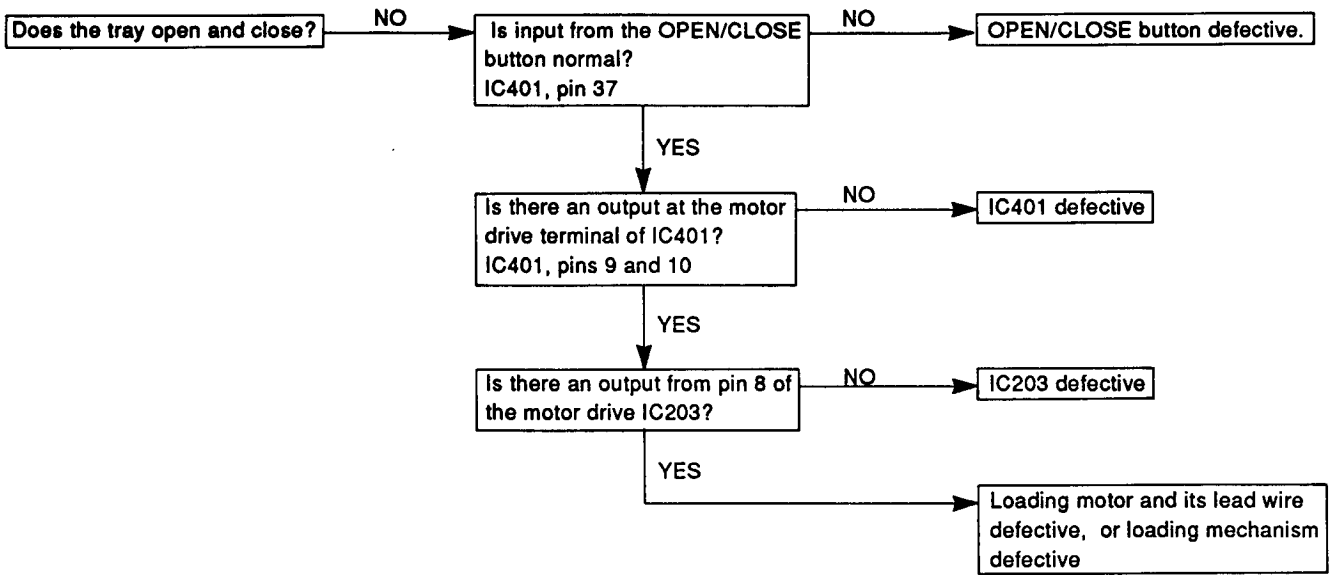 Does the tray open and close?
NO
Is input from the OPEN/CLOSE
button normal?
IC401, pin 37
NO
OPEN/CLOSE button defective.
YES
Is there an output at the motor
drive terminal of IC401?
IC401, pins 9 and 10
NO
IC401 defective
YES
Is there an output from pin 8 of
the motor drive IC203?
NO
IC203 defective
YES
Loading motor and its lead wire
defective, or loading mechanism
defective